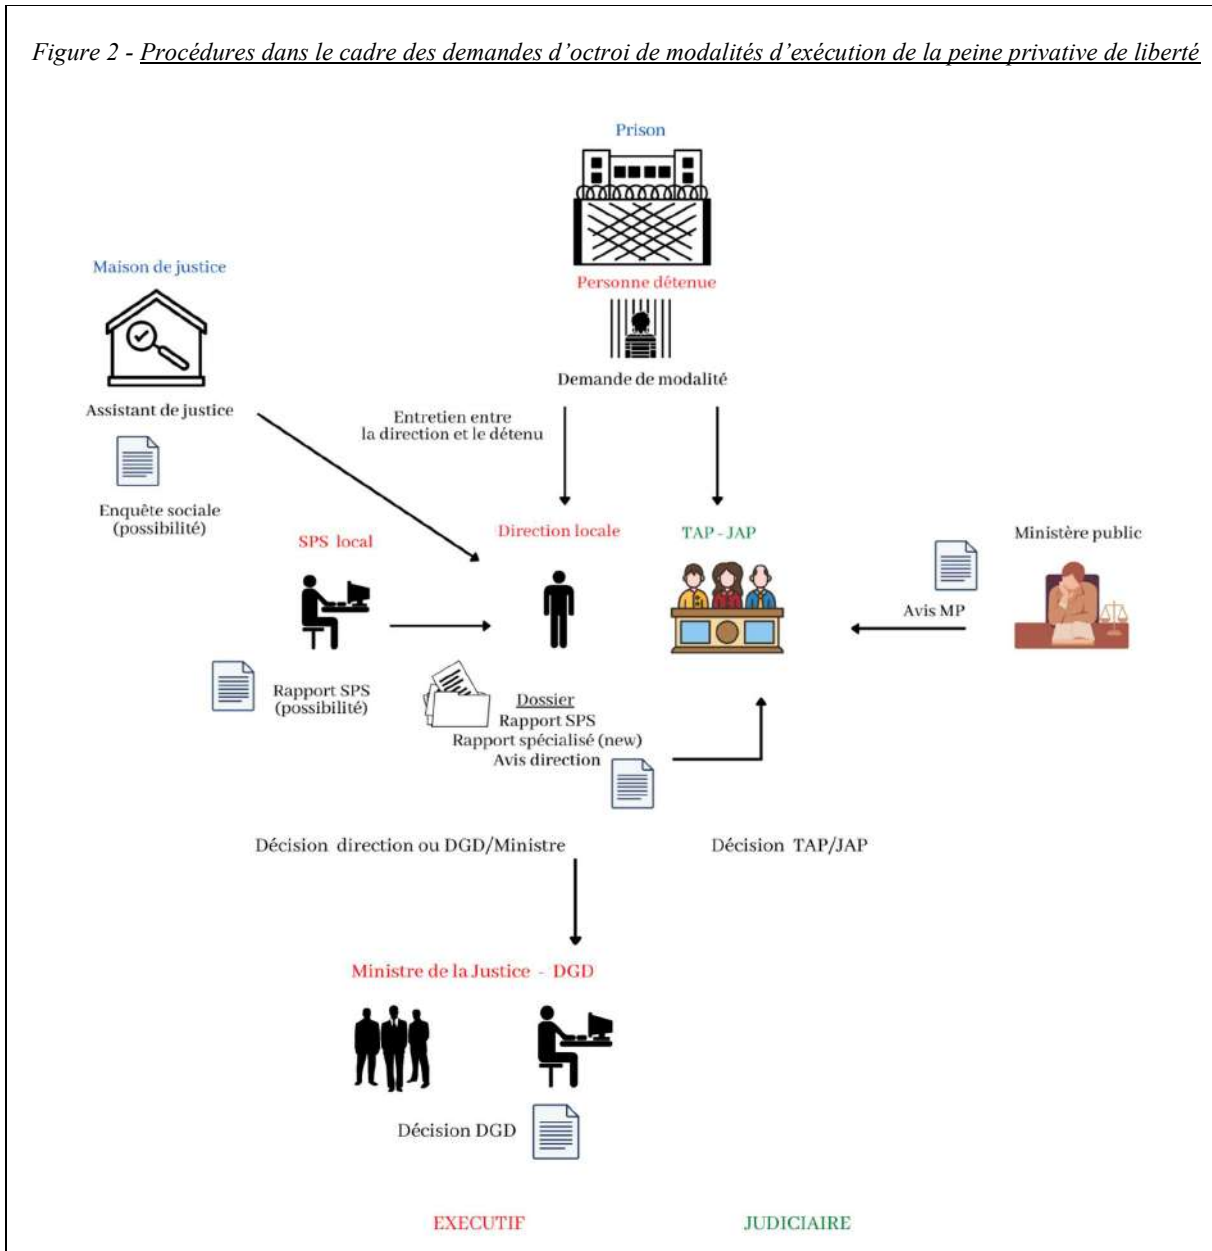 Figure 2 - Procédures dans le cadre des demandes d’octroi de modalités d’exécution de la peine privative de liberté
Prison
Personne détenue
Demande de modalité
Maison de justice
Assistant de justice
Enquête sociale
(possibilité)
Entretien entre
la direction et le détenu
SPS local
Direction locale
TAP - JAP
Ministère public
Avis MP
Rapport SPS
(possibilité)
Dossier
Rapport SPS
Rapport spécialisé (new)
Avis direction
Décision direction ou DGD/Ministre
Décision TAP/JAP
Ministre de la Justice - DGD
Décision DGD
EXECUTIF
JUDICIAIRE